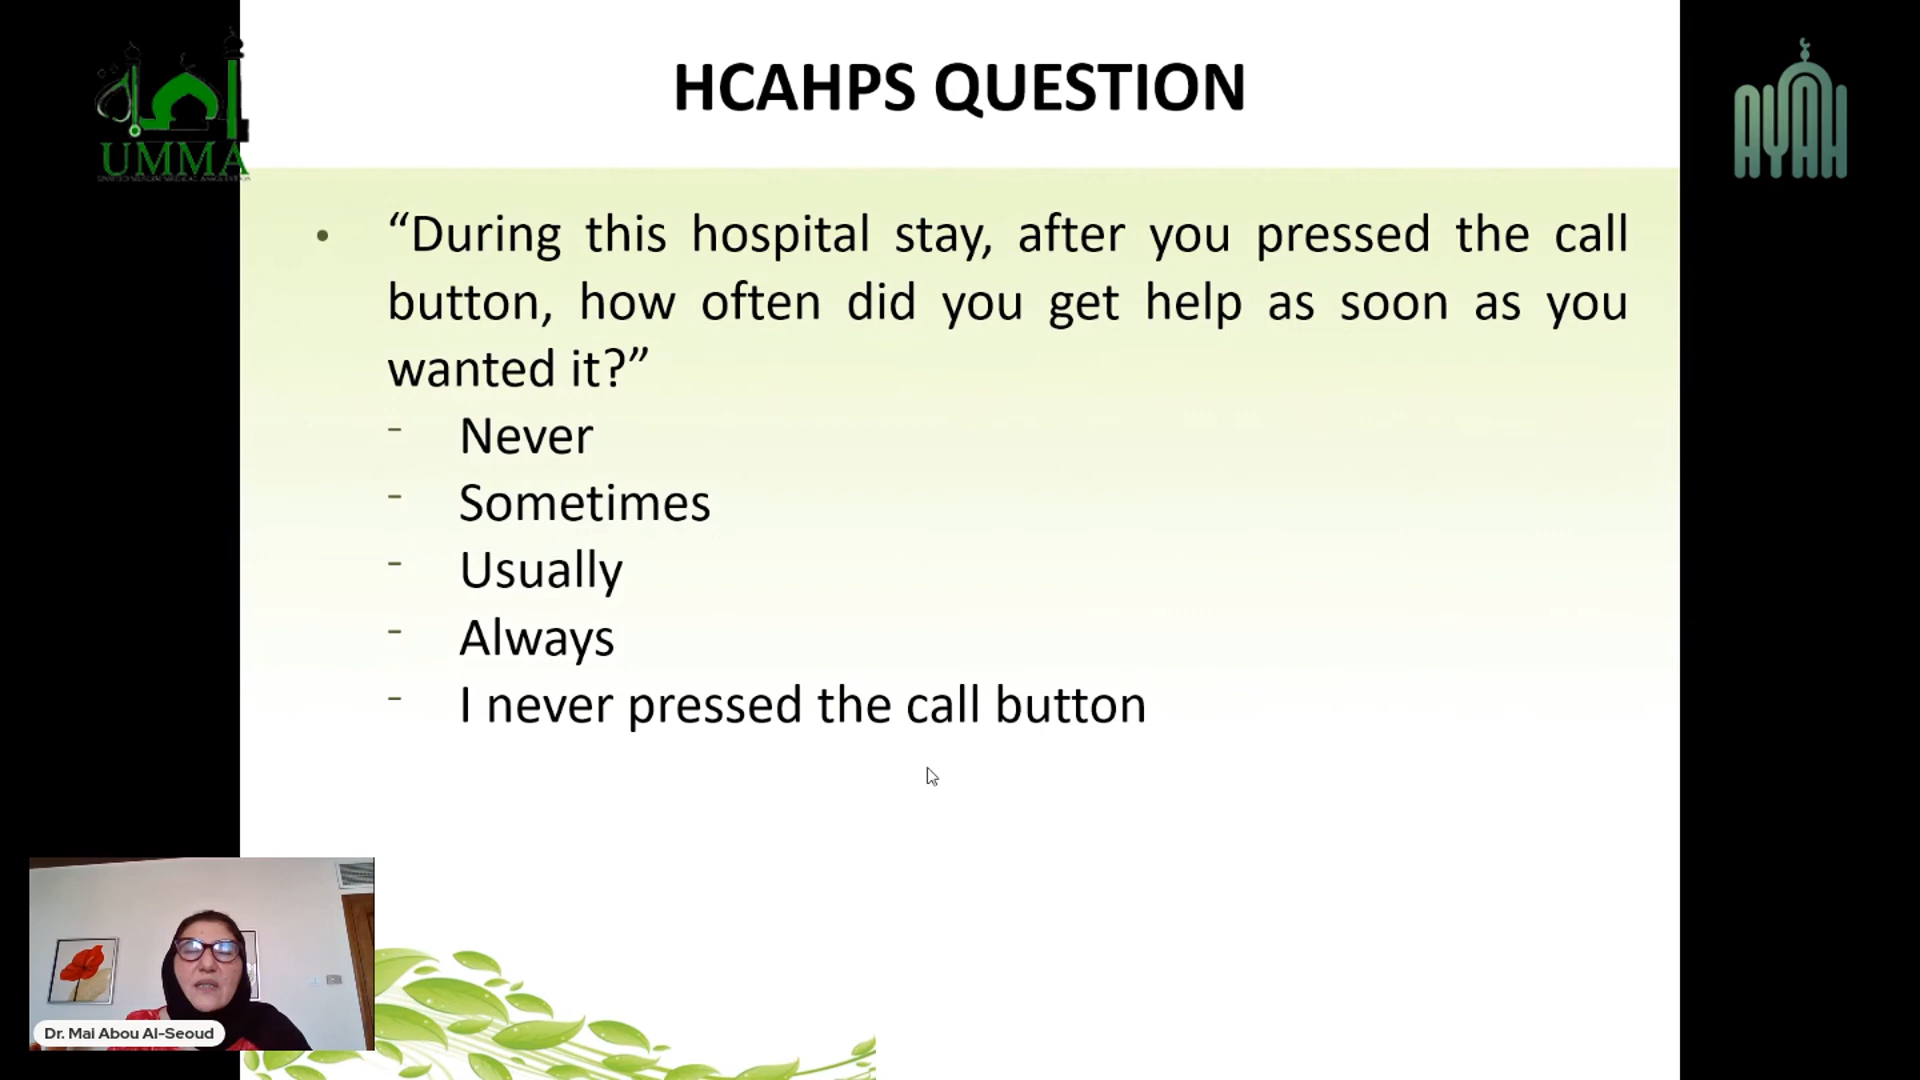 HCAHPS QUESTION
UMMA
AYAH
• “During this hospital stay, after you pressed the call
button, how often did you get help as soon as you
wanted it?”
- Never
- Sometimes
- Usually
- Always
- I never pressed the call button
Dr. Mai Abou Al-Seoud